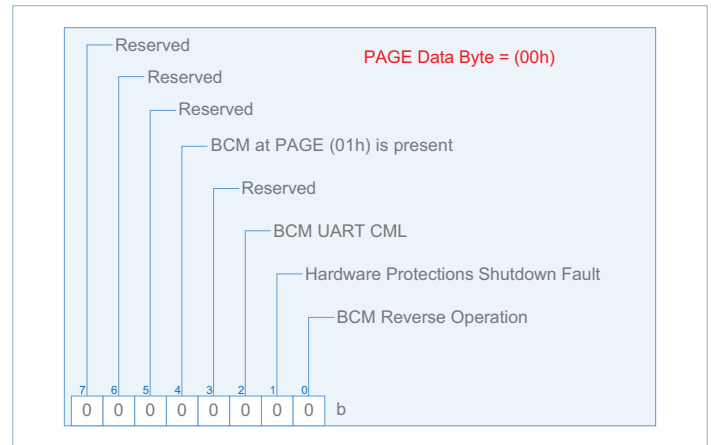 Reserved
PAGE Data Byte = (00h)
Reserved
Reserved
BCM at PAGE (01h) is present
Reserved
BCM UART CML
Hardware Protections Shutdown Fault
BCM Reverse Operation
7 6 5 4 3 2 1 0
0 0 0 0 0 0 0 0 b